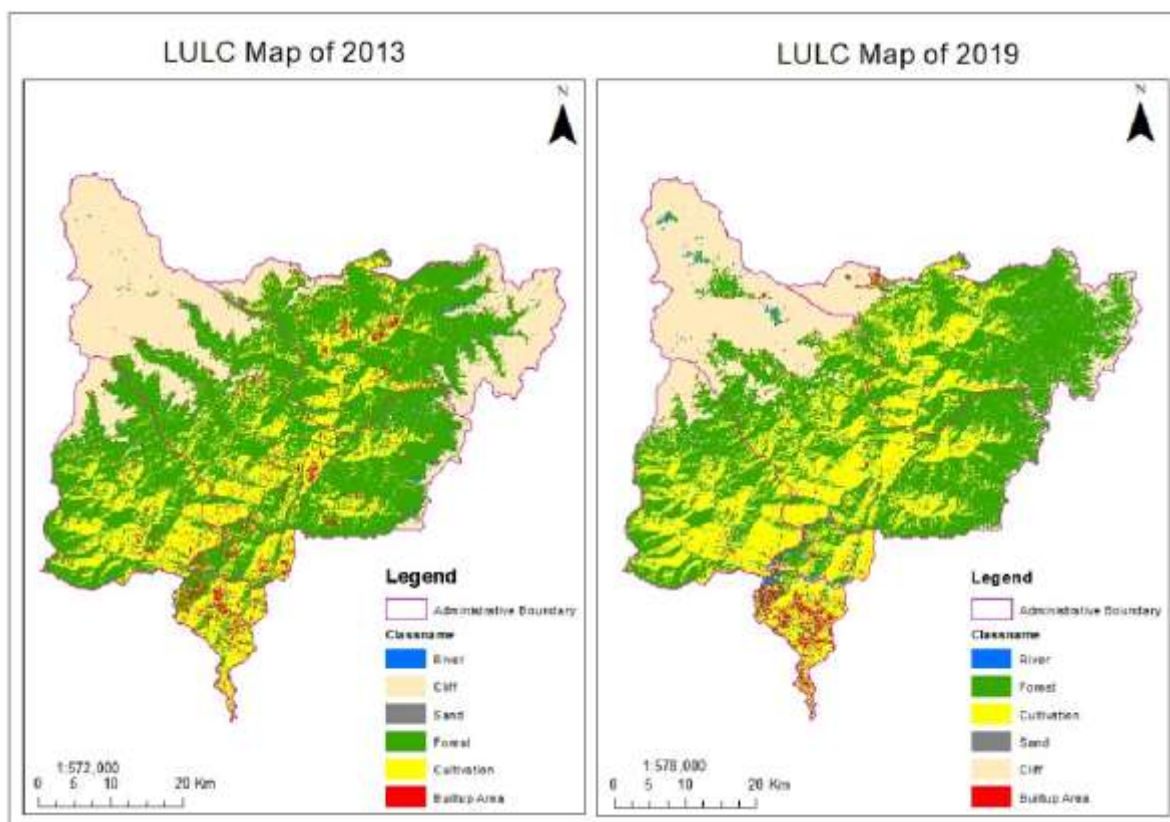 LULC Map of 2013
N
Legend
Administrative Boundary
Classname
River
Cliff
Sand
Forest
Cultivation
Builtup Area
1:572,000
0 5 10 20 Km
LULC Map of 2019
N
Legend
Administrative Boundary
Classname
River
Forest
Cultivation
Sand
Cliff
Builtup Area
1:578,000
0 5 10 20 Km